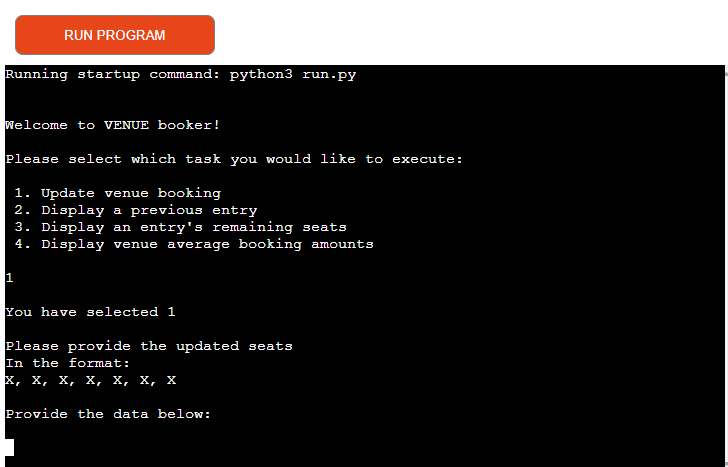 RUN PROGRAM
Running startup command: python3 run.py
Welcome to VENUE booker!
Please select which task you would like to execute:
1. Update venue booking
2. Display a previous entry
3. Display an entry's remaining seats
4. Display venue average booking amounts
1
You have selected 1
Please provide the updated seats
In the format:
X, X, X, X, X, X, X
Provide the data below: